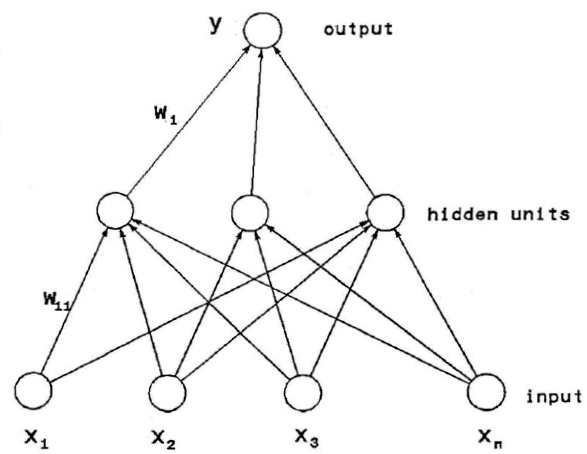 y output
W₁
hidden units
W₁₁
input
x₁ x₂ x₃ xₙ